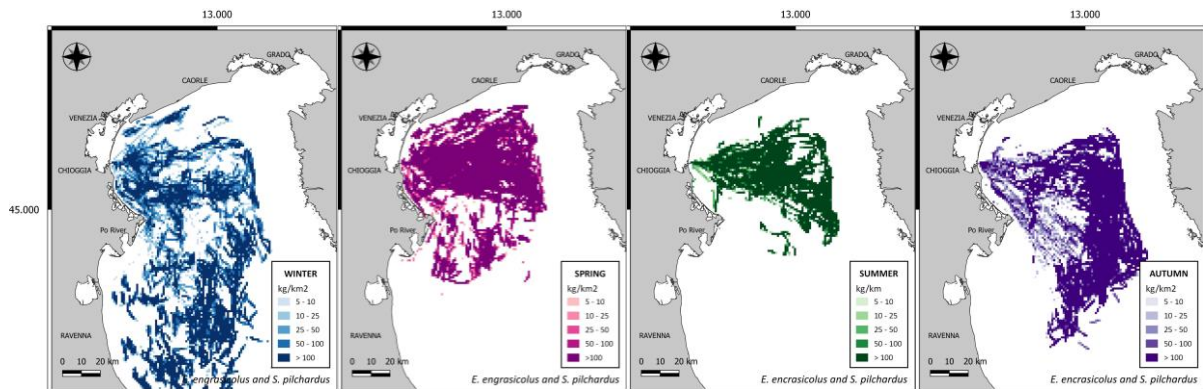 13.000 13.000 13.000 13.000
45.000
GRADO
CAORLE
VENEZIA
CHIOGGIA
Po River
RAVENNA
WINTER
kg/km2
5 - 10
10 - 25
25 - 50
50 - 100
> 100
0 10 20 km
E. engrasicolus and S. pilchardus
GRADO
CAORLE
VENEZIA
CHIOGGIA
Po River
RAVENNA
SPRING
kg/km2
5 - 10
10 - 25
25 - 50
50 - 100
>100
0 10 20 km
E. engrasicolus and S. pilchardus
GRADO
CAORLE
VENEZIA
CHIOGGIA
Po River
RAVENNA
SUMMER
kg/km2
5 - 10
10 - 25
25 - 50
50 - 100
> 100
0 10 20 km
E. encrasicolus and S. pilchardus
GRADO
CAORLE
VENEZIA
CHIOGGIA
Po River
RAVENNA
AUTUMN
kg/km2
5 - 10
10 - 25
25 - 50
50 - 100
> 100
0 10 20 km
E. encrasicolus and S. pilchardus